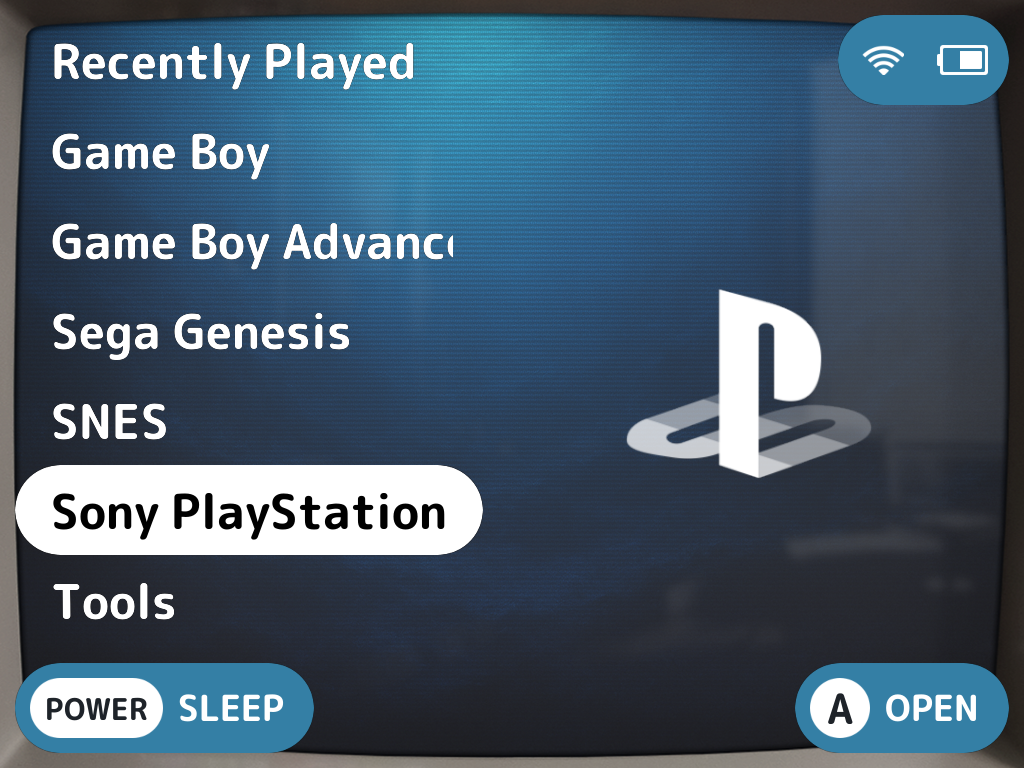 Recently Played
Game Boy
Game Boy Advanc
Sega Genesis
SNES
Sony PlayStation
Tools
POWER SLEEP
A OPEN